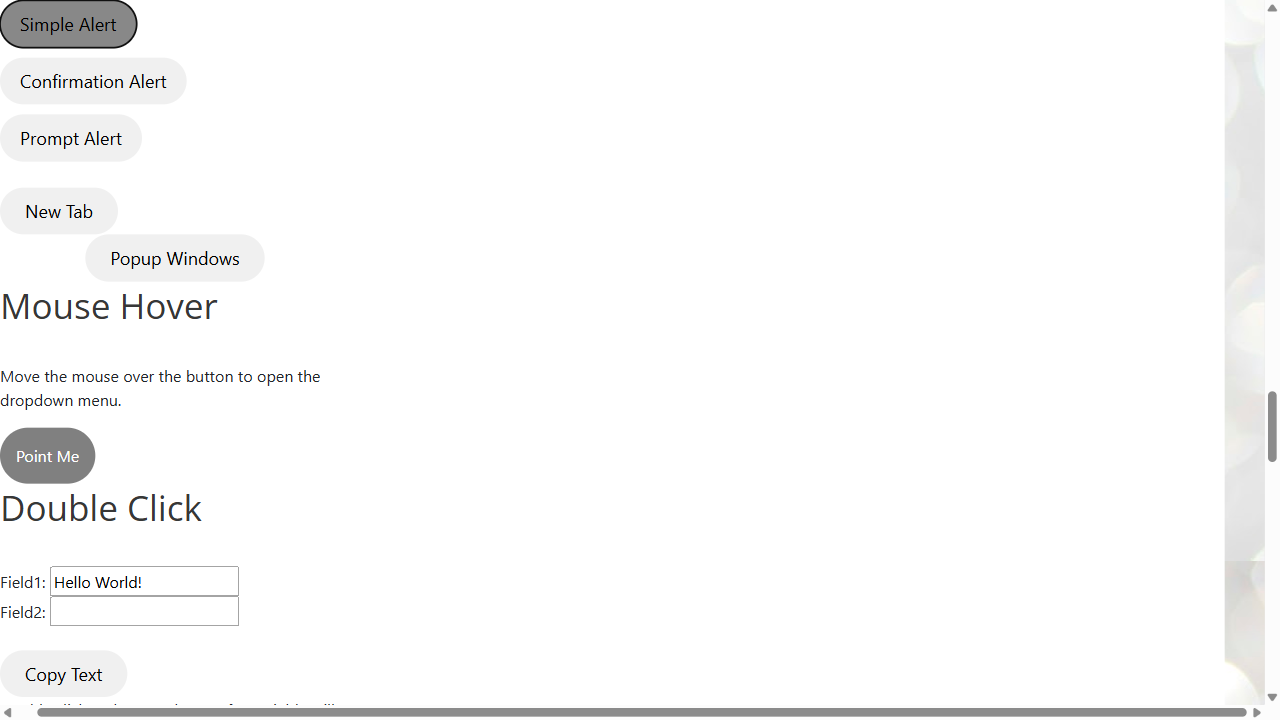 Simple Alert
Confirmation Alert
Prompt Alert
New Tab
Popup Windows
Mouse Hover
Move the mouse over the button to open the
dropdown menu.
Point Me
Double Click
Field1: Hello World!
Field2:
Copy Text